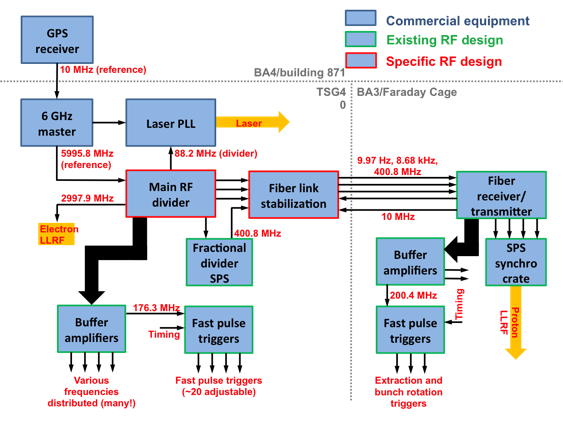 GPS
receiver
Commercial equipment
Existing RF design
Specific RF design
10 MHz (reference)
BA4/building 871
TSG4
0
BA3/Faraday Cage
6 GHz
master
Laser PLL
Laser
5995.8 MHz
(reference)
88.2 MHz (divider)
9.97 Hz, 8.68 kHz,
400.8 MHz
2997.9 MHz
Main RF
divider
Fiber link
stabilization
Fiber
receiver/
transmitter
10 MHz
Electron
LLRF
400.8 MHz
Fractional
divider
SPS
Buffer
amplifiers
SPS
synchro
crate
200.4 MHz
Buffer
amplifiers
176.3 MHz
Timing
Fast pulse
triggers
Fast pulse
triggers
Timing
Proton
LLRF
Various
frequencies
distributed (many!)
Fast pulse triggers
(~20 adjustable)
Extraction and
bunch rotation
triggers